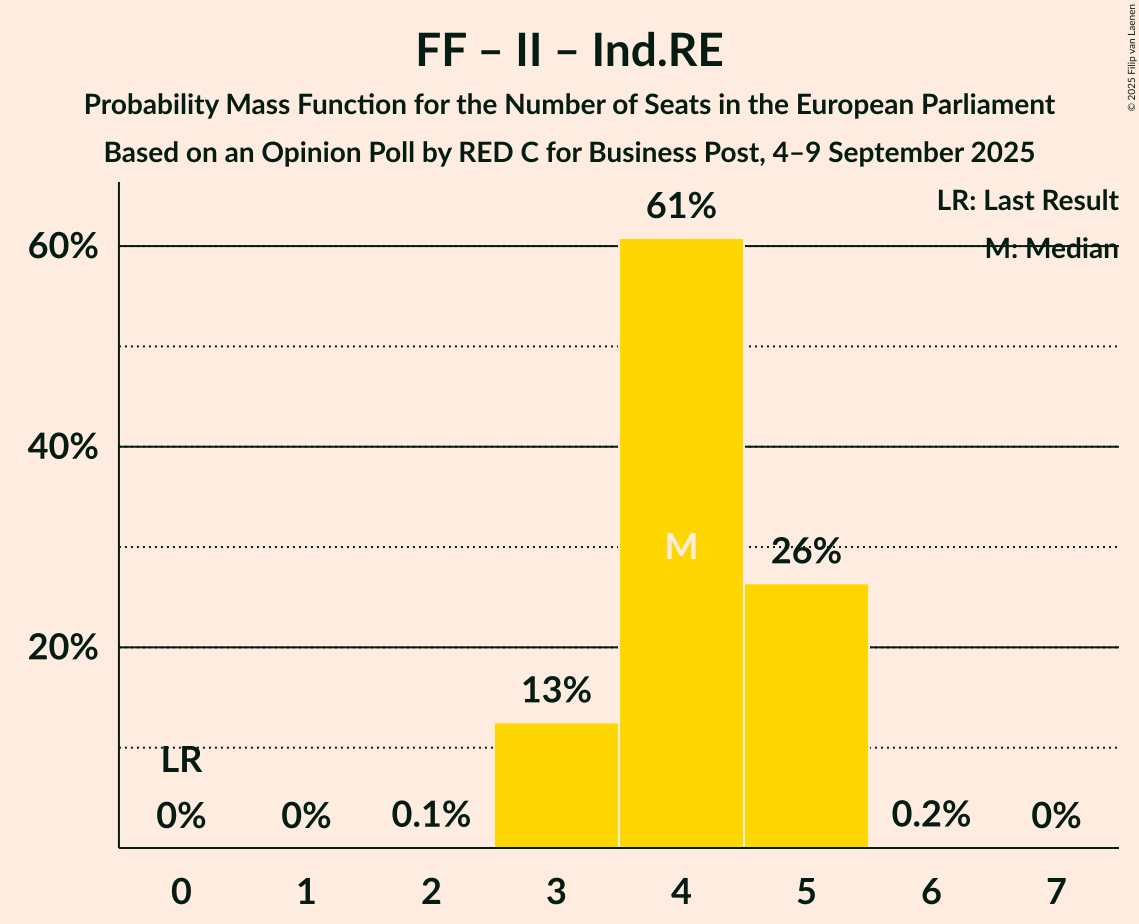 FF – II – Ind.RE
Probability Mass Function for the Number of Seats in the European Parliament
Based on an Opinion Poll by RED C for Business Post, 4–9 September 2025
© 2025 Filip van Laenen
LR: Last Result
M: Median
61%
60%
40%
M
26%
20%
13%
LR
0% 0% 0.1% 0.2% 0%
0 1 2 3 4 5 6 7